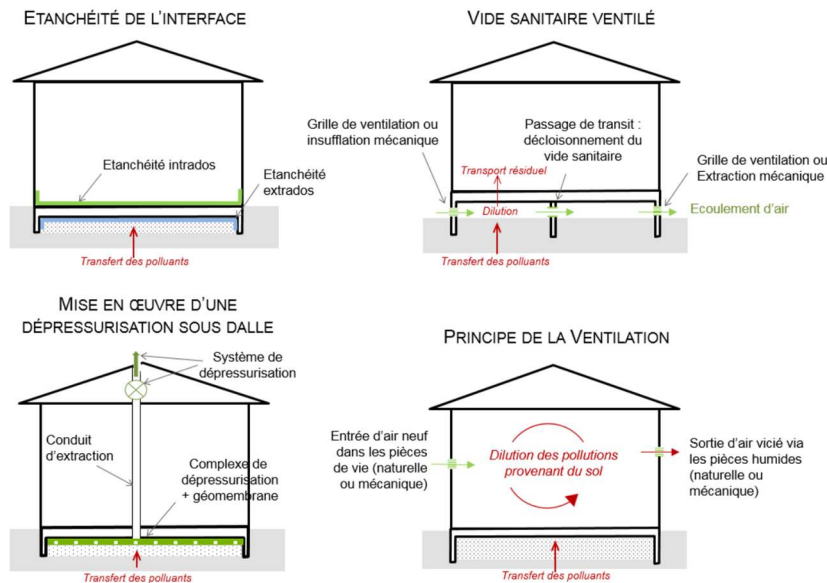 ETANCHÉITÉ DE L'INTERFACE
Etanchéité intrados
Etanchéité
extrados
Transfert des polluants
VIDE SANITAIRE VENTILÉ
Grille de ventilation ou
insufflation mécanique
Passage de transit :
décloisonnement du
vide sanitaire
Transport résiduel
Grille de ventilation ou
Extraction mécanique
Dilution
Ecoulement d'air
Transfert des polluants
MISE EN ŒUVRE D'UNE
DÉPRESSURISATION SOUS DALLE
Système de
dépressurisation
Conduit
d'extraction
Complexe de
dépressurisation
+ géomembrane
Transfert des polluants
PRINCIPE DE LA VENTILATION
Entrée d'air neuf
dans les pièces
de vie (naturelle
ou mécanique)
Dilution des pollutions
provenant du sol
Sortie d'air vicié via
les pièces humides
(naturelle ou
mécanique)
Transfert des polluants